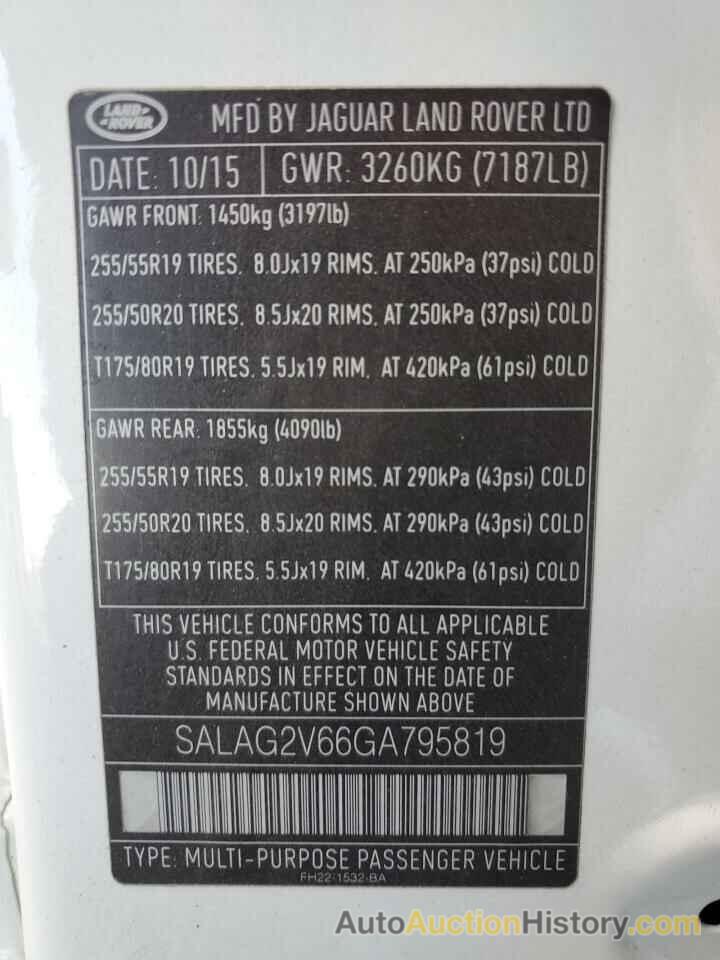 LAND-
-ROVER
MFD BY JAGUAR LAND ROVER LTD
DATE: 10/15 GWR: 3260KG (7187LB)
GAWR FRONT: 1450kg (3197lb)
255/55R19 TIRES. 8.0Jx19 RIMS. AT 250kPa (37psi) COLD
255/50R20 TIRES. 8.5Jx20 RIMS. AT 250kPa (37psi) COLD
T175/80R19 TIRES. 5.5Jx19 RIM. AT 420kPa (61psi) COLD
GAWR REAR: 1855kg (4090lb)
255/55R19 TIRES. 8.0Jx19 RIMS. AT 290kPa (43psi) COLD
255/50R20 TIRES. 8.5Jx20 RIMS. AT 290kPa (43psi) COLD
T175/80R19 TIRES. 5.5Jx19 RIM. AT 420kPa (61psi) COLD
THIS VEHICLE CONFORMS TO ALL APPLICABLE
U.S. FEDERAL MOTOR VEHICLE SAFETY
STANDARDS IN EFFECT ON THE DATE OF
MANUFACTURE SHOWN ABOVE
SALAG2V66GA795819
TYPE: MULTI-PURPOSE PASSENGER VEHICLE
FH22-1532-BA
AutoAuctionHistory.com